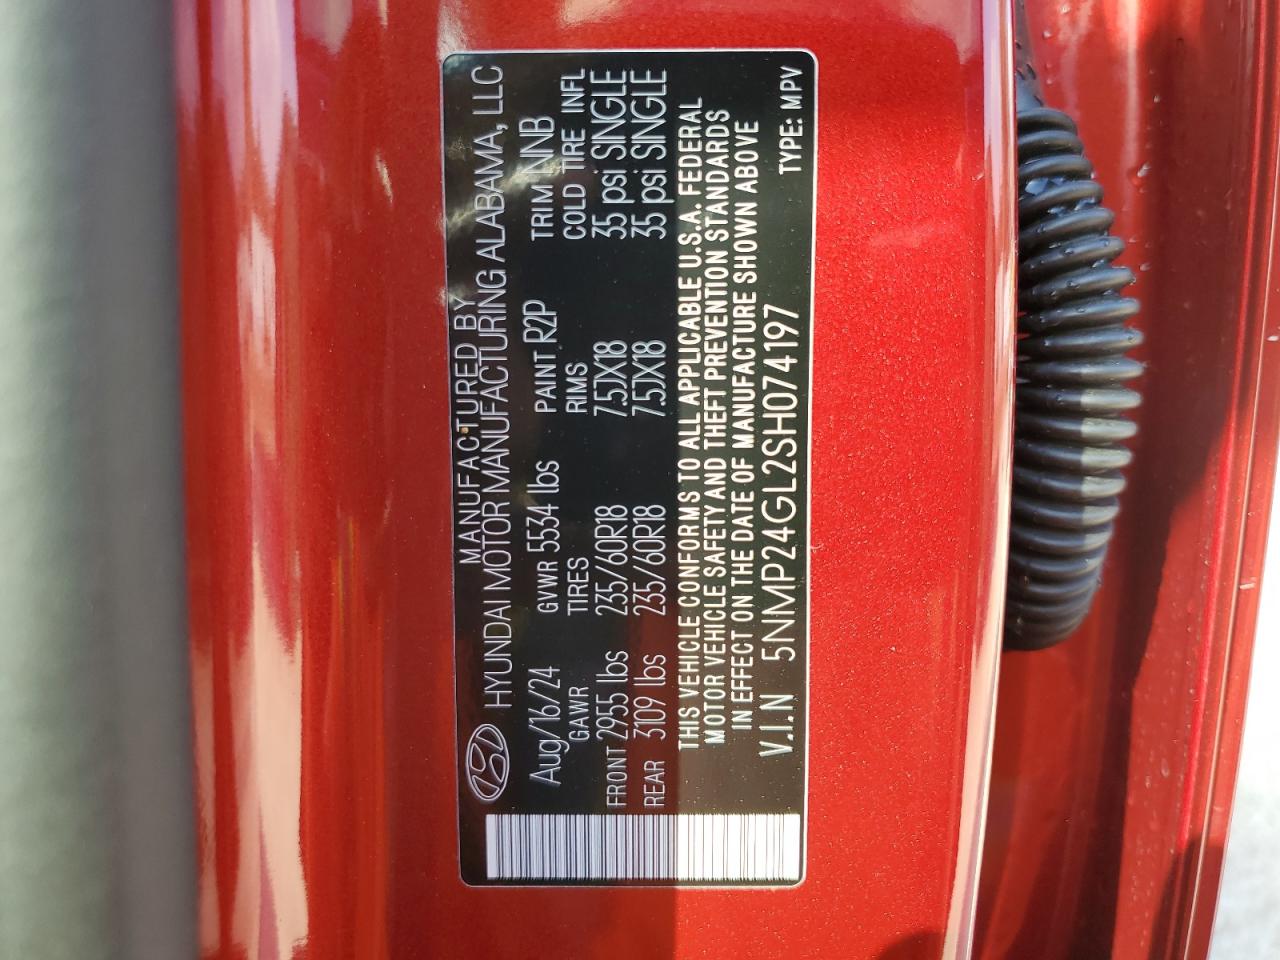 MANUFACTURED BY
HYUNDAI MOTOR MANUFACTURING ALABAMA, LLC
Aug/16/24 GVWR 5534 lbs PAINT R2P TRIM NNB
GAWR TIRES RIMS COLD TIRE INFL
FRONT 2955 lbs 235/60R18 7.5JX18 35 psi SINGLE
REAR 3109 lbs 235/60R18 7.5JX18 35 psi SINGLE
THIS VEHICLE CONFORMS TO ALL APPLICABLE U.S.A. FEDERAL
MOTOR VEHICLE SAFETY AND THEFT PREVENTION STANDARDS
IN EFFECT ON THE DATE OF MANUFACTURE SHOWN ABOVE
V.I.N 5NMP24GL2SH074197 TYPE: MPV